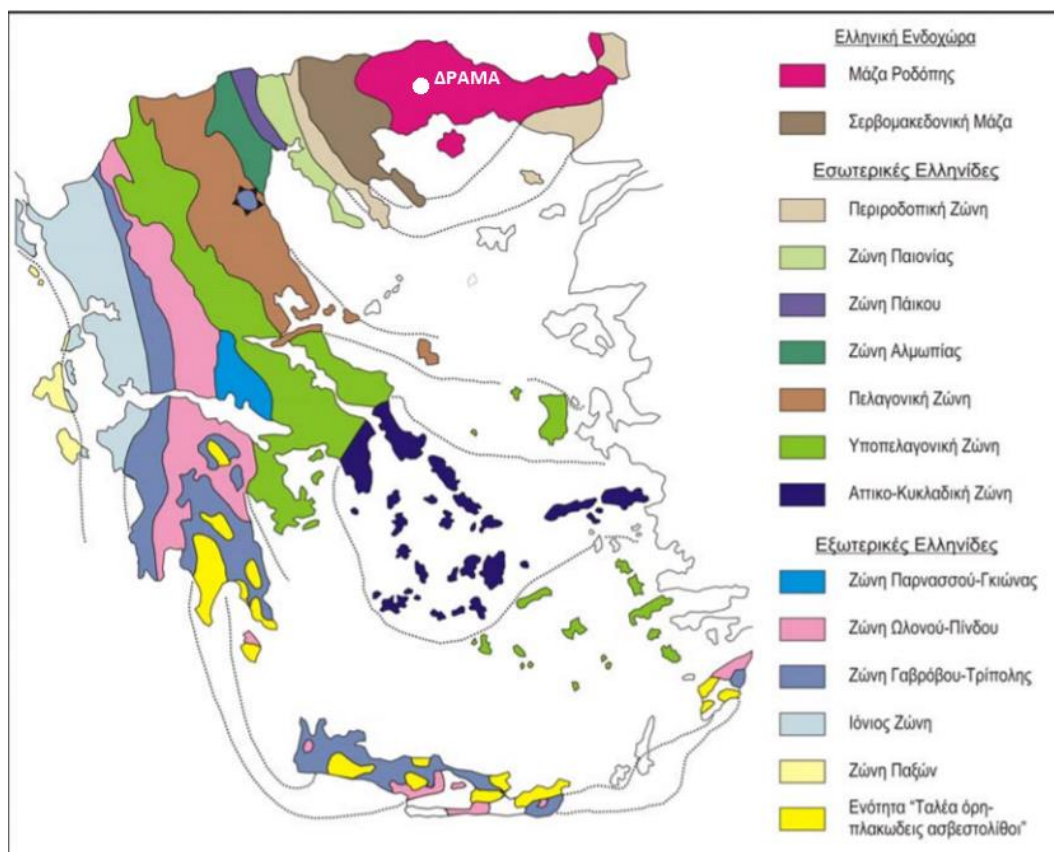 ΔΡΑΜΑ
Ελληνική Ενδοχώρα
Μάζα Ροδόπης
Σερβομακεδονική Μάζα
Εσωτερικές Ελληνίδες
Περιροδοπική Ζώνη
Ζώνη Παιονίας
Ζώνη Πάικου
Ζώνη Αλμωπίας
Πελαγονική Ζώνη
Υποπελαγονική Ζώνη
Αττικο-Κυκλαδική Ζώνη
Εξωτερικές Ελληνίδες
Ζώνη Παρνασσού-Γκιώνας
Ζώνη Ωλονού-Πίνδου
Ζώνη Γαβρόβου-Τρίπολης
Ιόνιος Ζώνη
Ζώνη Παξών
Ενότητα "Ταλέα όρη-
πλακωδεις ασβεστολίθοι"